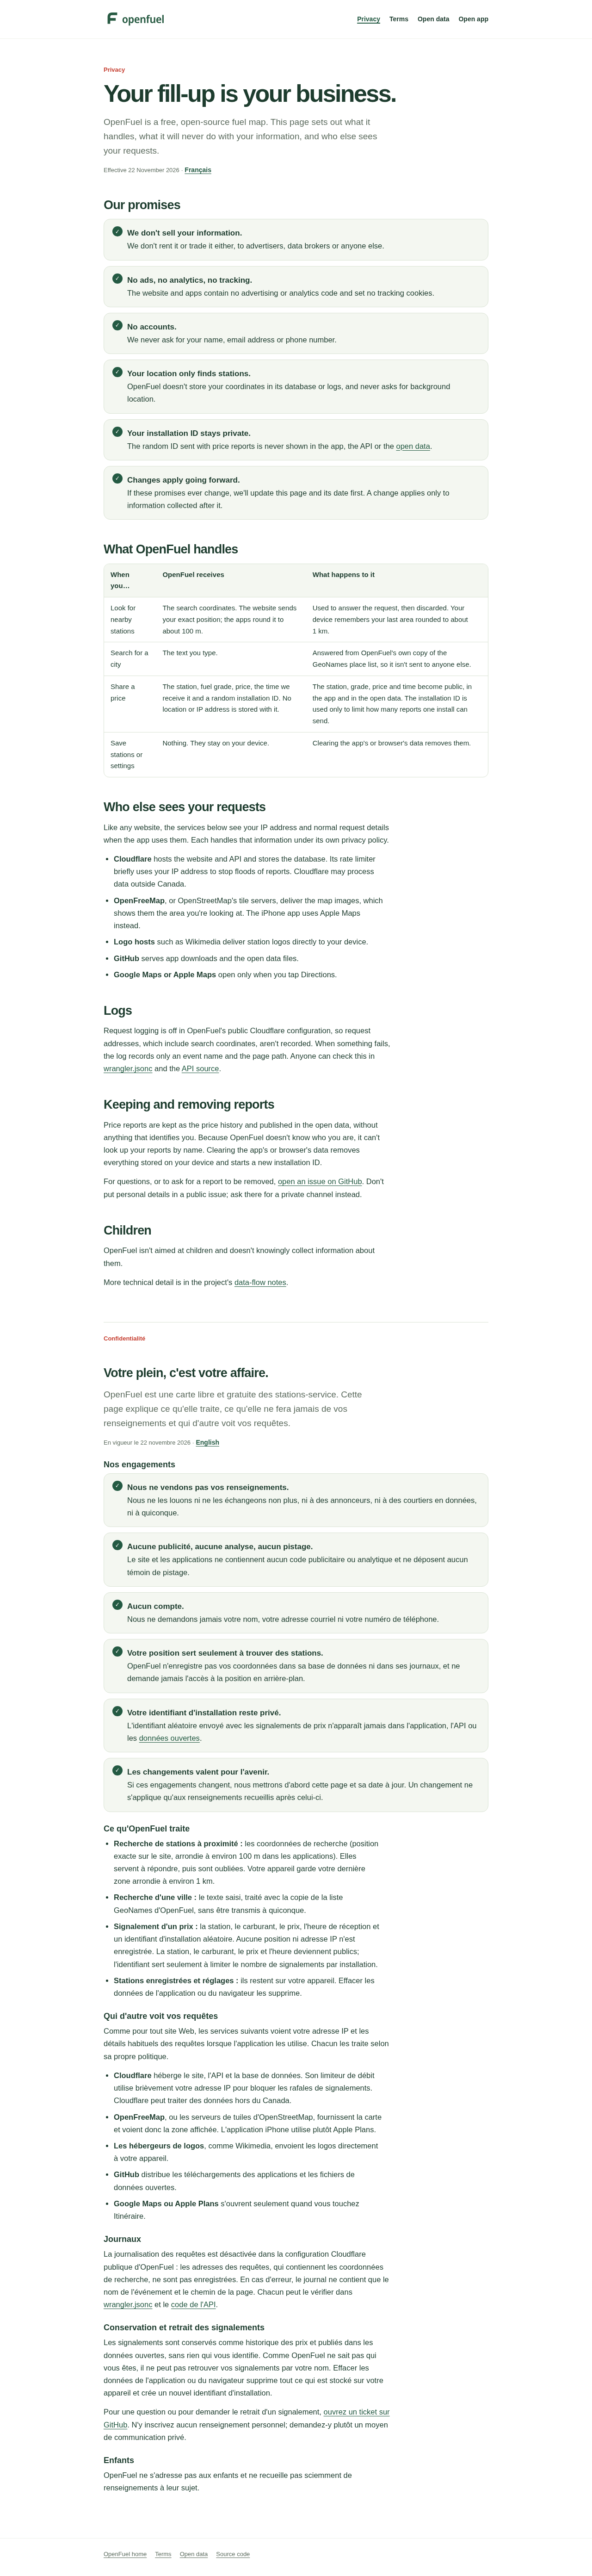 openfuel
Privacy Terms Open data Open app
Privacy
Your fill-up is your business.
OpenFuel is a free, open-source fuel map. This page sets out what it
handles, what it will never do with your information, and who else sees
your requests.
Effective 22 November 2026 · Français
Our promises
✓ We don't sell your information.
We don't rent it or trade it either, to advertisers, data brokers or anyone else.
✓ No ads, no analytics, no tracking.
The website and apps contain no advertising or analytics code and set no tracking cookies.
✓ No accounts.
We never ask for your name, email address or phone number.
✓ Your location only finds stations.
OpenFuel doesn't store your coordinates in its database or logs, and never asks for background
location.
✓ Your installation ID stays private.
The random ID sent with price reports is never shown in the app, the API or the open data.
✓ Changes apply going forward.
If these promises ever change, we'll update this page and its date first. A change applies only to
information collected after it.
What OpenFuel handles
When
you…
OpenFuel receives
What happens to it
Look for
nearby
stations
The search coordinates. The website sends
your exact position; the apps round it to
about 100 m.
Used to answer the request, then discarded. Your
device remembers your last area rounded to about
1 km.
Search for a
city
The text you type.
Answered from OpenFuel's own copy of the
GeoNames place list, so it isn't sent to anyone else.
Share a
price
The station, fuel grade, price, the time we
receive it and a random installation ID. No
location or IP address is stored with it.
The station, grade, price and time become public, in
the app and in the open data. The installation ID is
used only to limit how many reports one install can
send.
Save
stations or
settings
Nothing. They stay on your device.
Clearing the app's or browser's data removes them.
Who else sees your requests
Like any website, the services below see your IP address and normal request details
when the app uses them. Each handles that information under its own privacy policy.
• Cloudflare hosts the website and API and stores the database. Its rate limiter
briefly uses your IP address to stop floods of reports. Cloudflare may process
data outside Canada.
• OpenFreeMap, or OpenStreetMap's tile servers, deliver the map images, which
shows them the area you're looking at. The iPhone app uses Apple Maps
instead.
• Logo hosts such as Wikimedia deliver station logos directly to your device.
• GitHub serves app downloads and the open data files.
• Google Maps or Apple Maps open only when you tap Directions.
Logs
Request logging is off in OpenFuel's public Cloudflare configuration, so request
addresses, which include search coordinates, aren't recorded. When something fails,
the log records only an event name and the page path. Anyone can check this in
wrangler.jsonc and the API source.
Keeping and removing reports
Price reports are kept as the price history and published in the open data, without
anything that identifies you. Because OpenFuel doesn't know who you are, it can't
look up your reports by name. Clearing the app's or browser's data removes
everything stored on your device and starts a new installation ID.
For questions, or to ask for a report to be removed, open an issue on GitHub. Don't
put personal details in a public issue; ask there for a private channel instead.
Children
OpenFuel isn't aimed at children and doesn't knowingly collect information about
them.
More technical detail is in the project's data-flow notes.
Confidentialité
Votre plein, c'est votre affaire.
OpenFuel est une carte libre et gratuite des stations-service. Cette
page explique ce qu'elle traite, ce qu'elle ne fera jamais de vos
renseignements et qui d'autre voit vos requêtes.
En vigueur le 22 novembre 2026 · English
Nos engagements
✓ Nous ne vendons pas vos renseignements.
Nous ne les louons ni ne les échangeons non plus, ni à des annonceurs, ni à des courtiers en données,
ni à quiconque.
✓ Aucune publicité, aucune analyse, aucun pistage.
Le site et les applications ne contiennent aucun code publicitaire ou analytique et ne déposent aucun
témoin de pistage.
✓ Aucun compte.
Nous ne demandons jamais votre nom, votre adresse courriel ni votre numéro de téléphone.
✓ Votre position sert seulement à trouver des stations.
OpenFuel n'enregistre pas vos coordonnées dans sa base de données ni dans ses journaux, et ne
demande jamais l'accès à la position en arrière-plan.
✓ Votre identifiant d'installation reste privé.
L'identifiant aléatoire envoyé avec les signalements de prix n'apparaît jamais dans l'application, l'API ou
les données ouvertes.
✓ Les changements valent pour l'avenir.
Si ces engagements changent, nous mettrons d'abord cette page et sa date à jour. Un changement ne
s'applique qu'aux renseignements recueillis après celui-ci.
Ce qu'OpenFuel traite
• Recherche de stations à proximité : les coordonnées de recherche (position
exacte sur le site, arrondie à environ 100 m dans les applications). Elles
servent à répondre, puis sont oubliées. Votre appareil garde votre dernière
zone arrondie à environ 1 km.
• Recherche d'une ville : le texte saisi, traité avec la copie de la liste
GeoNames d'OpenFuel, sans être transmis à quiconque.
• Signalement d'un prix : la station, le carburant, le prix, l'heure de réception et
un identifiant d'installation aléatoire. Aucune position ni adresse IP n'est
enregistrée. La station, le carburant, le prix et l'heure deviennent publics;
l'identifiant sert seulement à limiter le nombre de signalements par installation.
• Stations enregistrées et réglages : ils restent sur votre appareil. Effacer les
données de l'application ou du navigateur les supprime.
Qui d'autre voit vos requêtes
Comme pour tout site Web, les services suivants voient votre adresse IP et les
détails habituels des requêtes lorsque l'application les utilise. Chacun les traite selon
sa propre politique.
• Cloudflare héberge le site, l'API et la base de données. Son limiteur de débit
utilise brièvement votre adresse IP pour bloquer les rafales de signalements.
Cloudflare peut traiter des données hors du Canada.
• OpenFreeMap, ou les serveurs de tuiles d'OpenStreetMap, fournissent la carte
et voient donc la zone affichée. L'application iPhone utilise plutôt Apple Plans.
• Les hébergeurs de logos, comme Wikimedia, envoient les logos directement
à votre appareil.
• GitHub distribue les téléchargements des applications et les fichiers de
données ouvertes.
• Google Maps ou Apple Plans s'ouvrent seulement quand vous touchez
Itinéraire.
Journaux
La journalisation des requêtes est désactivée dans la configuration Cloudflare
publique d'OpenFuel : les adresses des requêtes, qui contiennent les coordonnées
de recherche, ne sont pas enregistrées. En cas d'erreur, le journal ne contient que le
nom de l'événement et le chemin de la page. Chacun peut le vérifier dans
wrangler.jsonc et le code de l'API.
Conservation et retrait des signalements
Les signalements sont conservés comme historique des prix et publiés dans les
données ouvertes, sans rien qui vous identifie. Comme OpenFuel ne sait pas qui
vous êtes, il ne peut pas retrouver vos signalements par votre nom. Effacer les
données de l'application ou du navigateur supprime tout ce qui est stocké sur votre
appareil et crée un nouvel identifiant d'installation.
Pour une question ou pour demander le retrait d'un signalement, ouvrez un ticket sur
GitHub. N'y inscrivez aucun renseignement personnel; demandez-y plutôt un moyen
de communication privé.
Enfants
OpenFuel ne s'adresse pas aux enfants et ne recueille pas sciemment de
renseignements à leur sujet.
OpenFuel home Terms Open data Source code